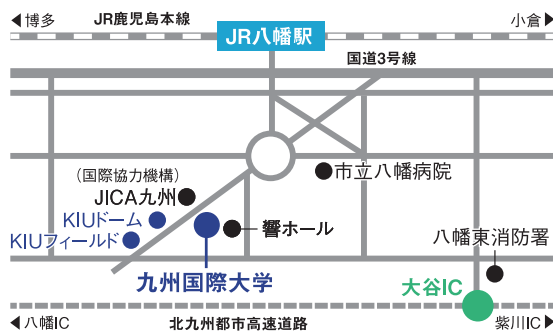 ◀博多
JR鹿児島本線
小倉▶
JR八幡駅
国道3号線
市立八幡病院
(国際協力機構)
JICA九州
KIUドーム
KIUフィールド
響ホール
九州国際大学
八幡東消防署
大谷IC
◀八幡IC
北九州都市高速道路
紫川IC▶